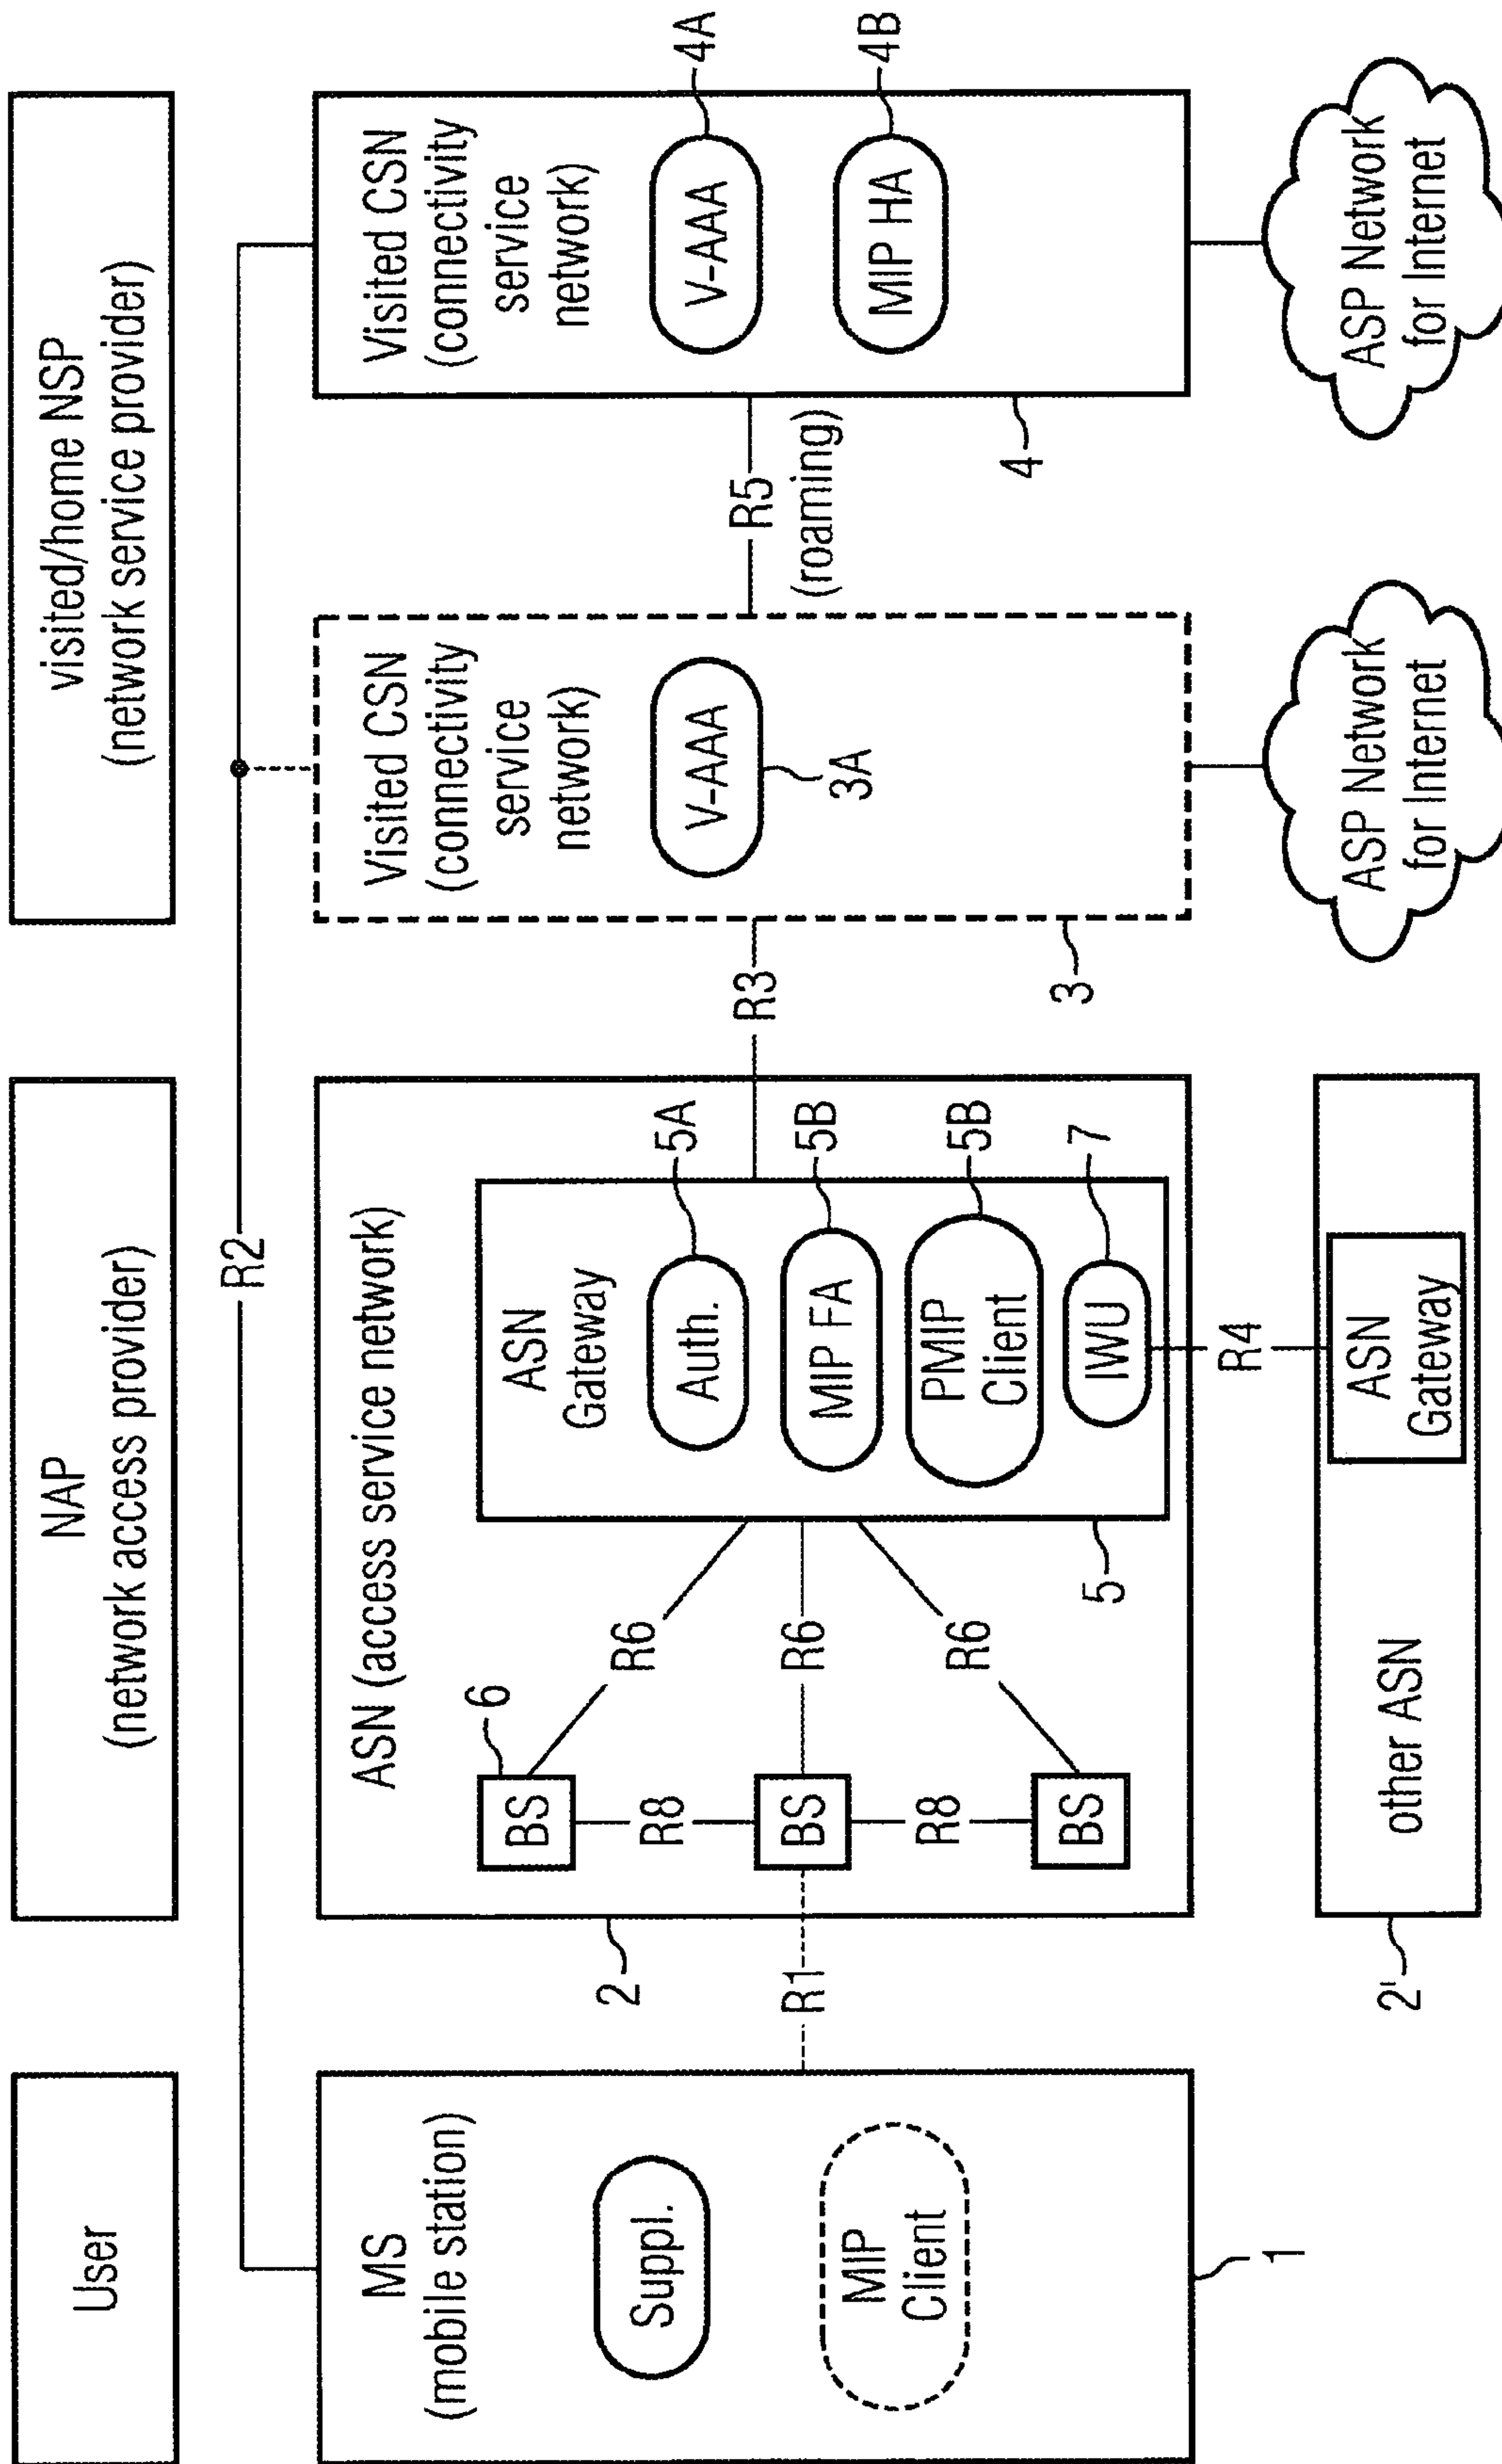 User
NAP
(network access provider)
visited/home NSP
(network service provider)
R2
MS
(mobile station)
Suppl.
MIP
Client
1
R1
2
ASN (access service network)
6
BS
R8
BS
R8
BS
R6
R6
R6
ASN
Gateway
Auth.
5A
MIP FA
5B
PMIP
Client
5B
IWU
7
5
R4
2'
other ASN
ASN
Gateway
R3
3
Visited CSN
(connectivity
service
network)
V-AAA
3A
ASP Network
for Internet
R5
(roaming)
4
Visited CSN
(connectivity
service
network)
V-AAA
4A
MIP HA
4B
ASP Network
for Internet